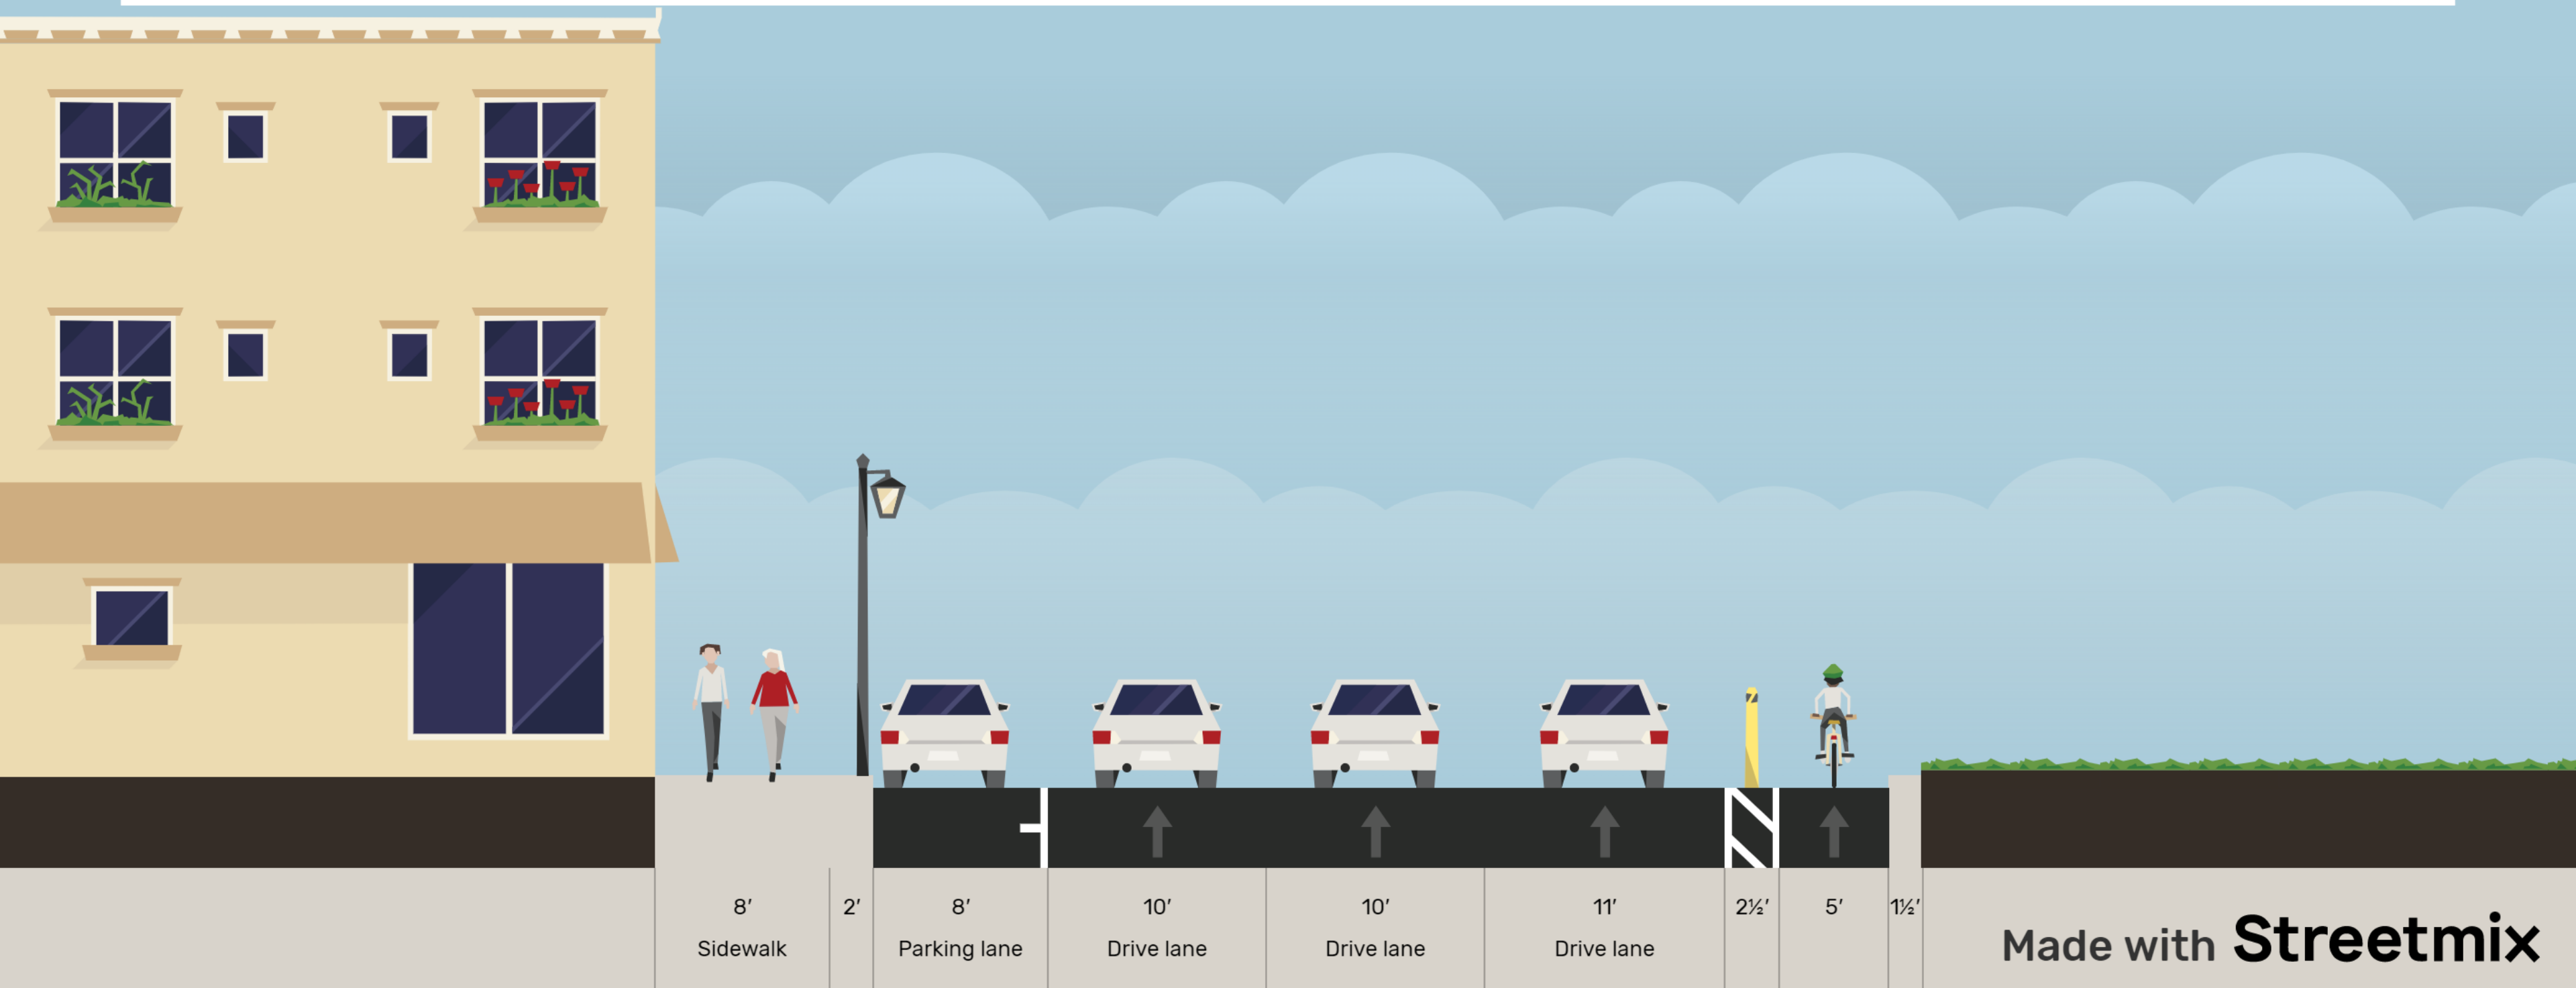 8′ 2′ 8′ 10′ 10′ 11′ 2½′ 5′ 1½′
Sidewalk Parking lane Drive lane Drive lane Drive lane
Made with Streetmix